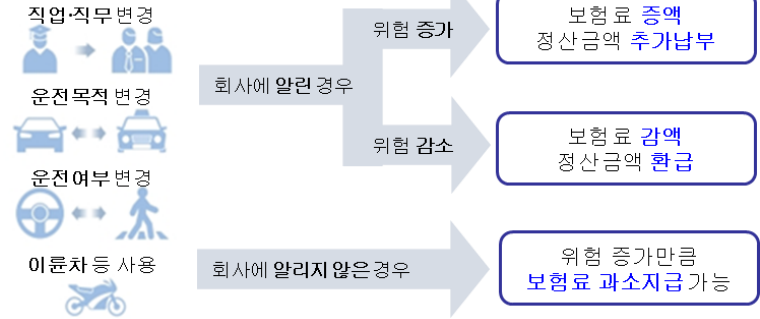 직업·직무 변경
운전목적 변경
운전여부 변경
이륜차 등 사용
회사에 알린 경우
위험 증가
보험료 증액
정산금액 추가납부
위험 감소
보험료 감액
정산금액 환급
회사에 알리지 않은 경우
위험 증가만큼
보험료 과소지급 가능